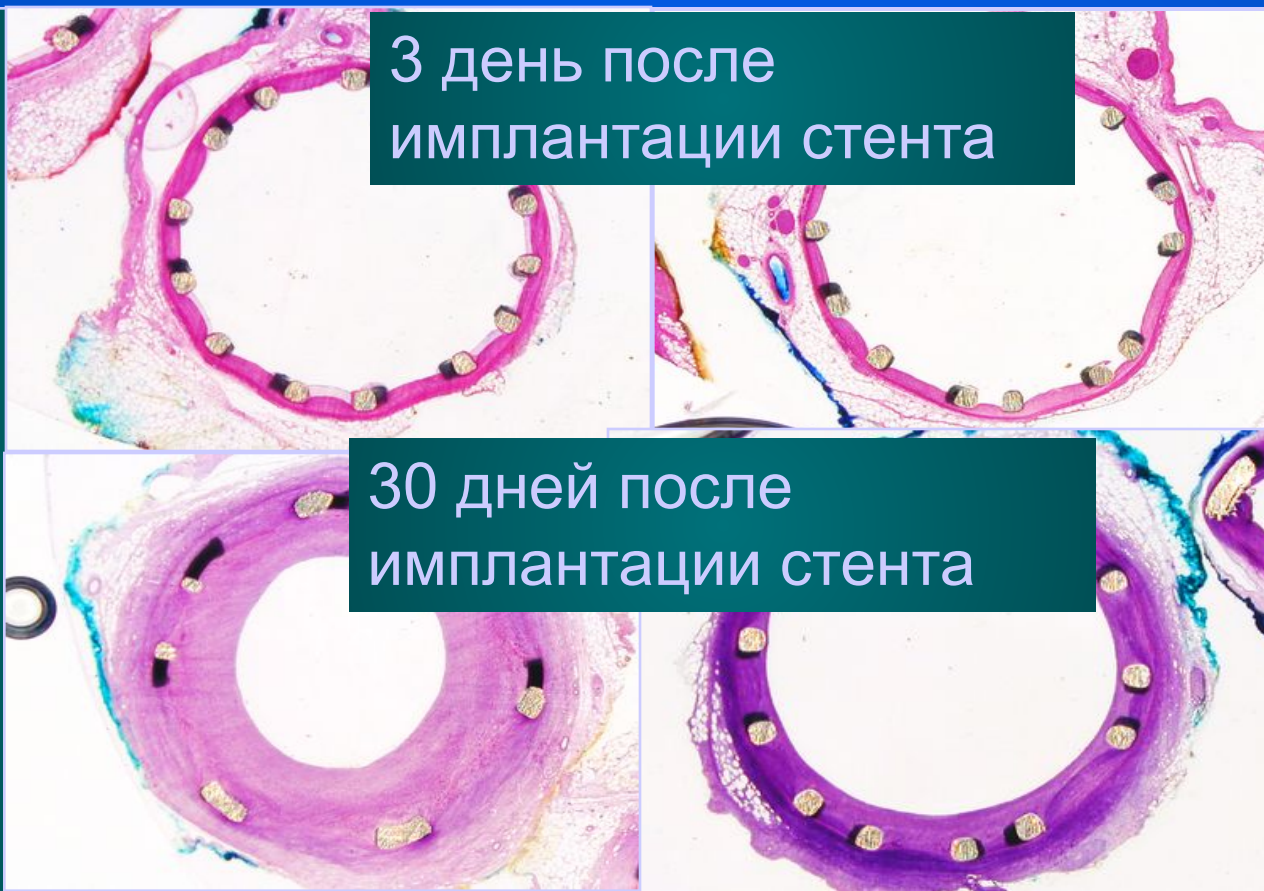 3 день после
имплантации стента
30 дней после
имплантации стента